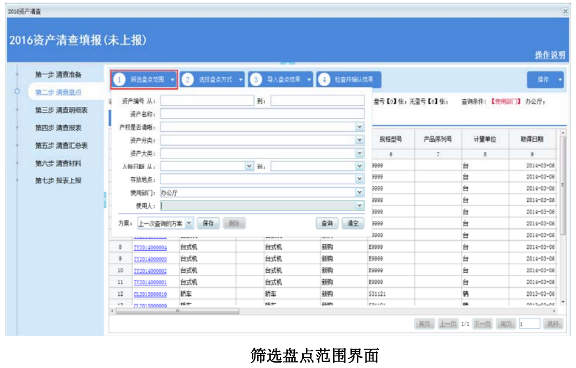 2016资产清查
2016资产清查填报(未上报)
操作说明
第一步 清查准备
第二步 清查盘点
第三步 清查明细表
第四步 清查报表
第五步 清查汇总表
第六步 清查材料
第七步 报表上报
1 筛选盘点范围 2 选择盘点方式 3 导入盘点结果 4 检查并确认结果 操作
资产编号 从: 到:
盘亏【0】张; 无盈亏【0】张; 查询条件:【使用部门】办公厅;
资产名称:
产权是否清晰:
资产分类:
资产大类:
入账日期 从: 到:
存放地点:
使用部门: 办公厅
使用人:
方案: 上一次查询的方案 保存 删除 查询 清空
规格型号 产品序列号 计量单位 取得日期
6 7 8 9
9999 台 2014-03-06
9999 台 2014-03-06
9999 台 2014-03-06
9999 台 2014-03-06
9999 台 2014-03-06
9999 台 2014-03-06
9999 台 2014-03-06
8 TY2014000004 台式机 台式机 新购 E9999 台 2014-03-06
9 TY2014000003 台式机 台式机 新购 E9999 台 2014-03-06
10 TY2014000002 台式机 台式机 新购 E9999 台 2014-03-06
11 TY2014000001 台式机 台式机 新购 E9999 台 2014-03-06
12 CL2013000010 轿车 轿车 新购 531121 辆 2013-03-06
首页 上一页 1/1 下一页 尾页 1 跳转
筛选盘点范围界面